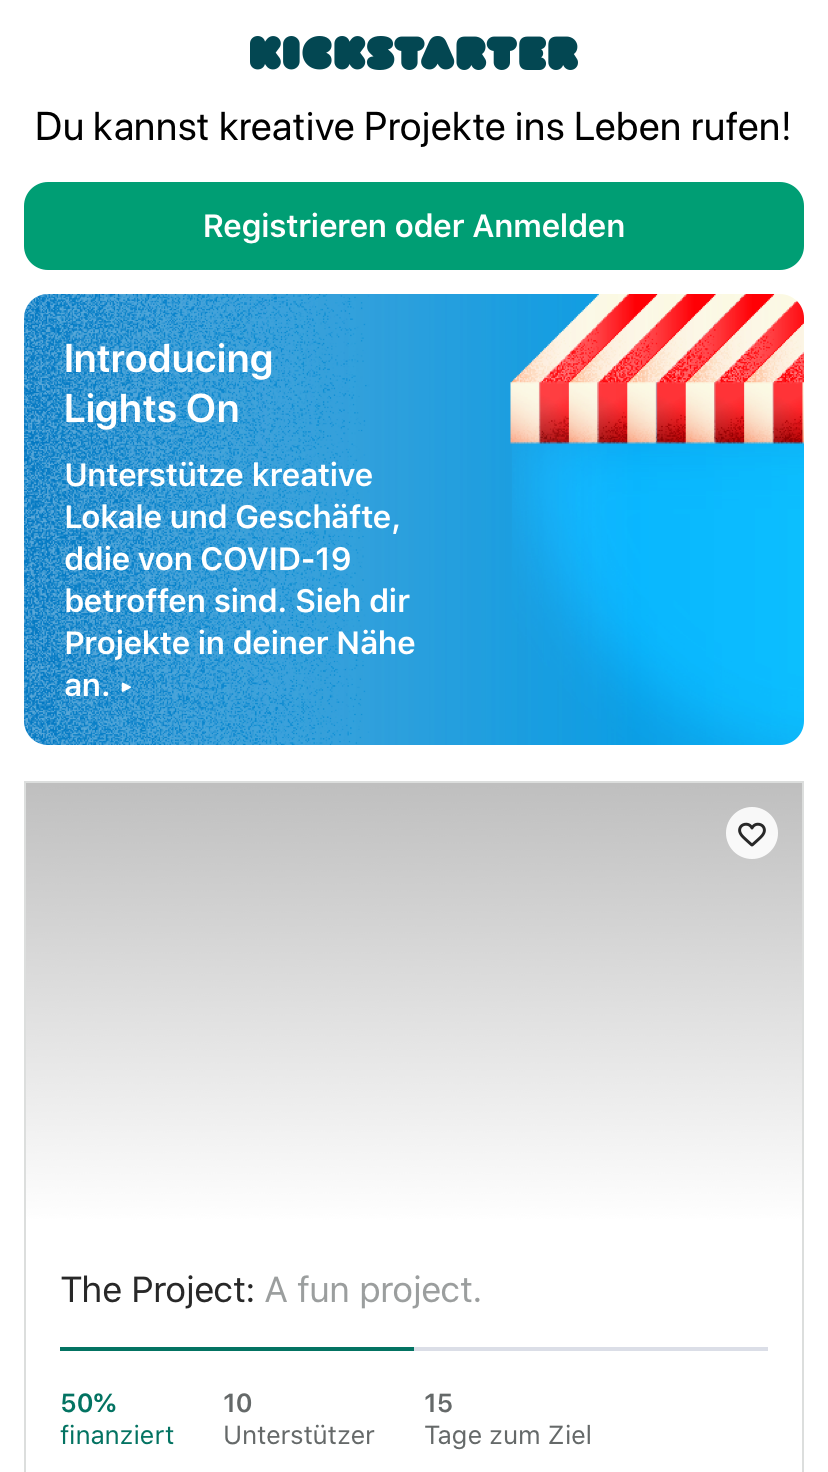 KICKSTARTER
Du kannst kreative Projekte ins Leben rufen!
Registrieren oder Anmelden
Introducing
Lights On
Unterstütze kreative
Lokale und Geschäfte,
ddie von COVID-19
betroffen sind. Sieh dir
Projekte in deiner Nähe
an. ▸
The Project: A fun project.
50% 10 15
finanziert Unterstützer Tage zum Ziel